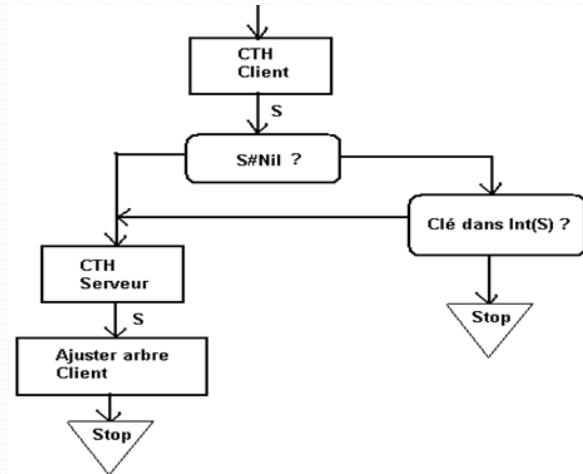 CTH
Client
S
S#Nil ?
Clé dans Int(S) ?
CTH
Serveur
Stop
S
Ajuster arbre
Client
Stop